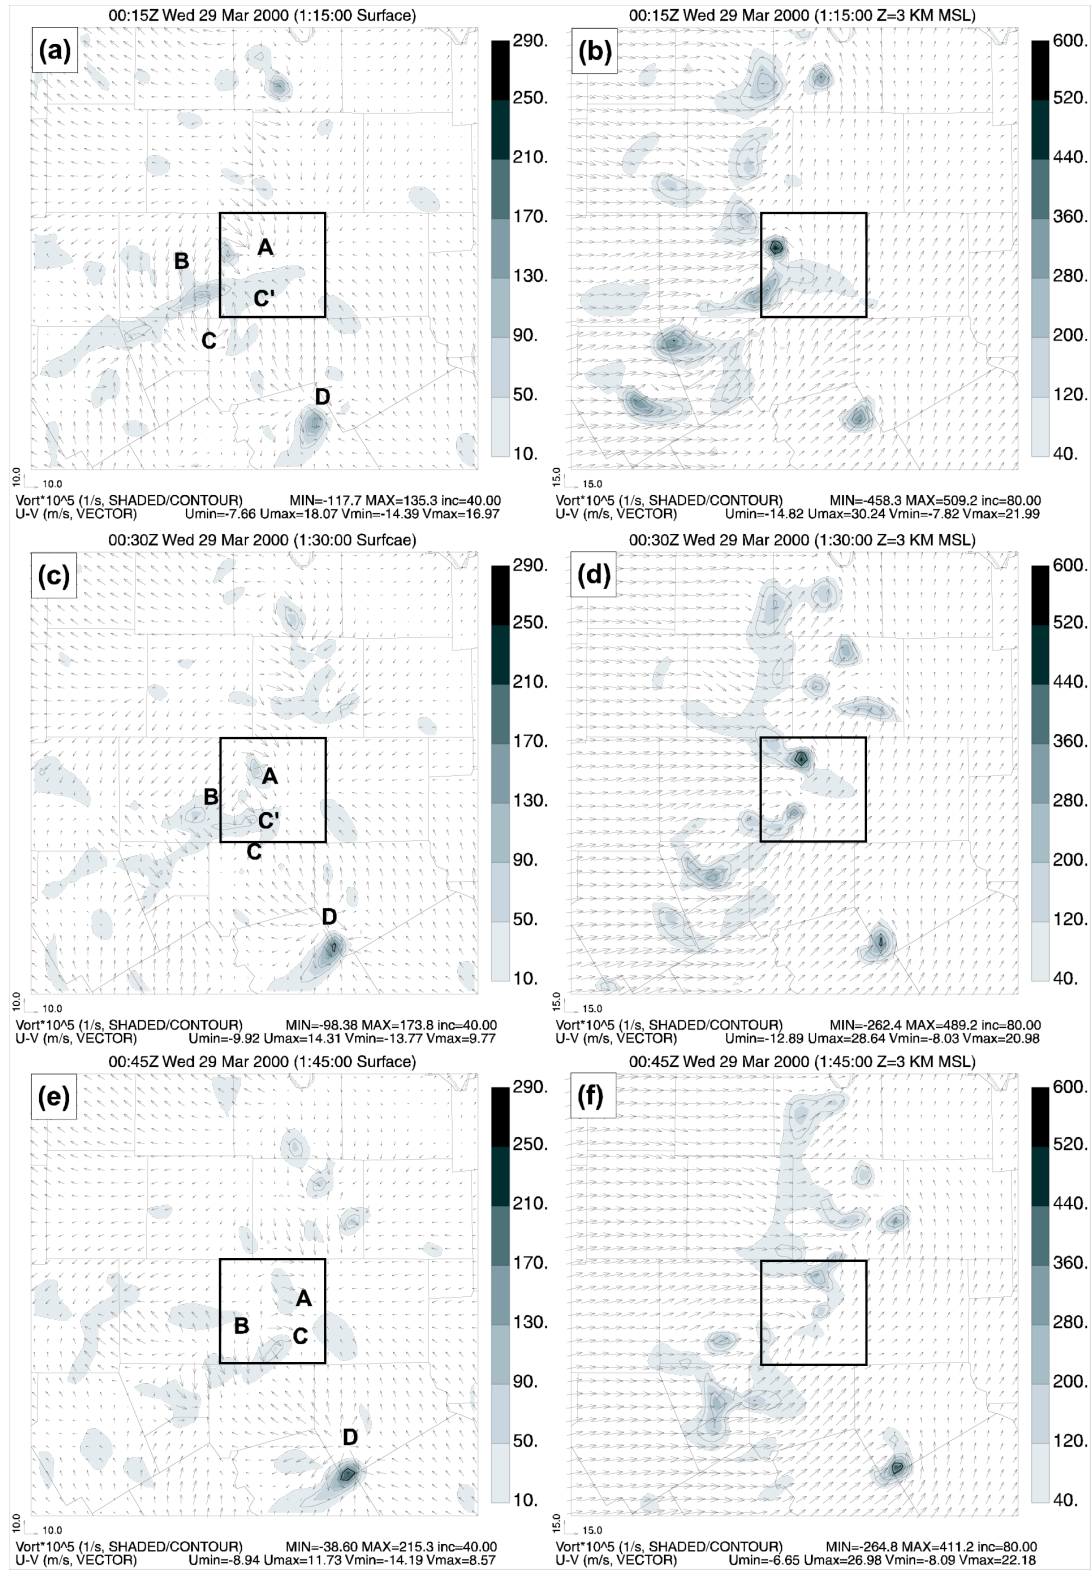 00:15Z Wed 29 Mar 2000 (1:15:00 Surface)
(a)
290.
250.
210.
170.
130.
90.
50.
10.
A
B
C'
C
D
10.0
10.0
Vort*10^5 (1/s, SHADED/CONTOUR) MIN=-117.7 MAX=135.3 inc=40.00
U-V (m/s, VECTOR) Umin=-7.66 Umax=18.07 Vmin=-14.39 Vmax=16.97
00:15Z Wed 29 Mar 2000 (1:15:00 Z=3 KM MSL)
(b)
600.
520.
440.
360.
280.
200.
120.
40.
15.0
15.0
Vort*10^5 (1/s, SHADED/CONTOUR) MIN=-458.3 MAX=509.2 inc=80.00
U-V (m/s, VECTOR) Umin=-14.82 Umax=30.24 Vmin=-7.82 Vmax=21.99
00:30Z Wed 29 Mar 2000 (1:30:00 Surfcae)
(c)
290.
250.
210.
170.
130.
90.
50.
10.
A
B
C'
C
D
10.0
10.0
Vort*10^5 (1/s, SHADED/CONTOUR) MIN=-98.38 MAX=173.8 inc=40.00
U-V (m/s, VECTOR) Umin=-9.92 Umax=14.31 Vmin=-13.77 Vmax=9.77
00:30Z Wed 29 Mar 2000 (1:30:00 Z=3 KM MSL)
(d)
600.
520.
440.
360.
280.
200.
120.
40.
15.0
15.0
Vort*10^5 (1/s, SHADED/CONTOUR) MIN=-262.4 MAX=489.2 inc=80.00
U-V (m/s, VECTOR) Umin=-12.89 Umax=28.64 Vmin=-8.03 Vmax=20.98
00:45Z Wed 29 Mar 2000 (1:45:00 Surface)
(e)
290.
250.
210.
170.
130.
90.
50.
10.
A
B
C
D
10.0
10.0
Vort*10^5 (1/s, SHADED/CONTOUR) MIN=-38.60 MAX=215.3 inc=40.00
U-V (m/s, VECTOR) Umin=-8.94 Umax=11.73 Vmin=-14.19 Vmax=8.57
00:45Z Wed 29 Mar 2000 (1:45:00 Z=3 KM MSL)
(f)
600.
520.
440.
360.
280.
200.
120.
40.
15.0
15.0
Vort*10^5 (1/s, SHADED/CONTOUR) MIN=-264.8 MAX=411.2 inc=80.00
U-V (m/s, VECTOR) Umin=-6.65 Umax=26.98 Vmin=-8.09 Vmax=22.18